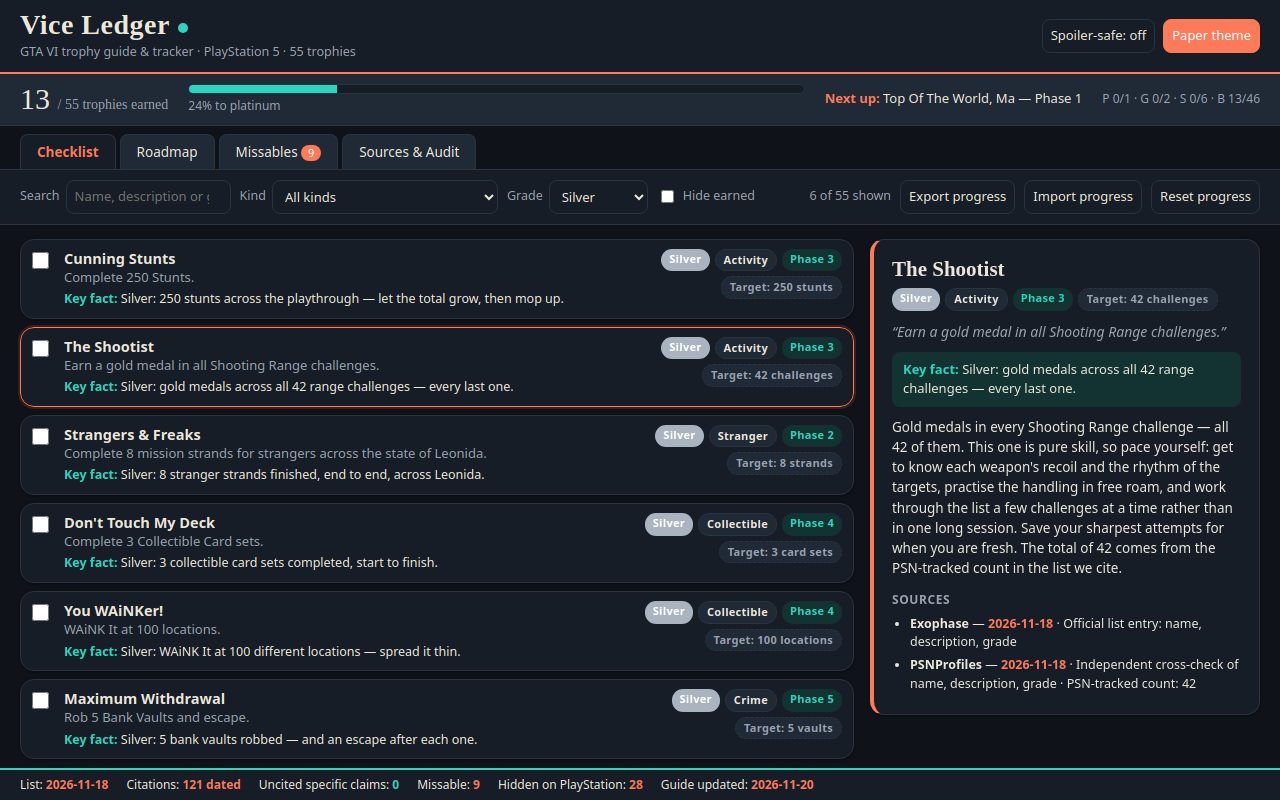 Vice Ledger
GTA VI trophy guide & tracker · PlayStation 5 · 55 trophies
Spoiler-safe: off
Paper theme
13 / 55 trophies earned
24% to platinum
Next up: Top Of The World, Ma — Phase 1
P 0/1 · G 0/2 · S 0/6 · B 13/46
Checklist
Roadmap
Missables 9
Sources & Audit
Search
Name, description or g
Kind
All kinds
Grade
Silver
Hide earned
6 of 55 shown
Export progress
Import progress
Reset progress
Cunning Stunts
Silver
Activity
Phase 3
Complete 250 Stunts.
Target: 250 stunts
Key fact: Silver: 250 stunts across the playthrough — let the total grow, then mop up.
The Shootist
Silver
Activity
Phase 3
Earn a gold medal in all Shooting Range challenges.
Target: 42 challenges
Key fact: Silver: gold medals across all 42 range challenges — every last one.
Strangers & Freaks
Silver
Stranger
Phase 2
Complete 8 mission strands for strangers across the state of Leonida.
Target: 8 strands
Key fact: Silver: 8 stranger strands finished, end to end, across Leonida.
Don't Touch My Deck
Silver
Collectible
Phase 4
Complete 3 Collectible Card sets.
Target: 3 card sets
Key fact: Silver: 3 collectible card sets completed, start to finish.
You WAiNKer!
Silver
Collectible
Phase 4
WAiNK It at 100 locations.
Target: 100 locations
Key fact: Silver: WAiNK It at 100 different locations — spread it thin.
Maximum Withdrawal
Silver
Crime
Phase 5
Rob 5 Bank Vaults and escape.
Target: 5 vaults
Key fact: Silver: 5 bank vaults robbed — and an escape after each one.
The Shootist
Silver
Activity
Phase 3
Target: 42 challenges
“Earn a gold medal in all Shooting Range challenges.”
Key fact: Silver: gold medals across all 42 range
challenges — every last one.
Gold medals in every Shooting Range challenge — all
42 of them. This one is pure skill, so pace yourself: get
to know each weapon's recoil and the rhythm of the
targets, practise the handling in free roam, and work
through the list a few challenges at a time rather than
in one long session. Save your sharpest attempts for
when you are fresh. The total of 42 comes from the
PSN-tracked count in the list we cite.
SOURCES
• Exophase — 2026-11-18 · Official list entry: name,
description, grade
• PSNProfiles — 2026-11-18 · Independent cross-check of
name, description, grade · PSN-tracked count: 42
List: 2026-11-18
Citations: 121 dated
Uncited specific claims: 0
Missable: 9
Hidden on PlayStation: 28
Guide updated: 2026-11-20